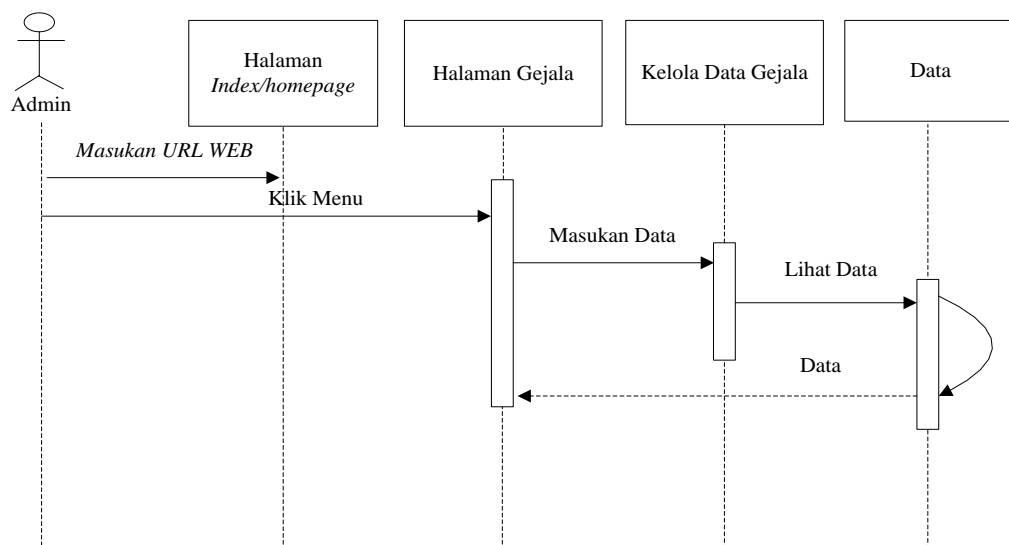 Admin
Halaman
Index/homepage
Halaman Gejala
Kelola Data Gejala
Data
Masukan URL WEB
Klik Menu
Masukan Data
Lihat Data
Data